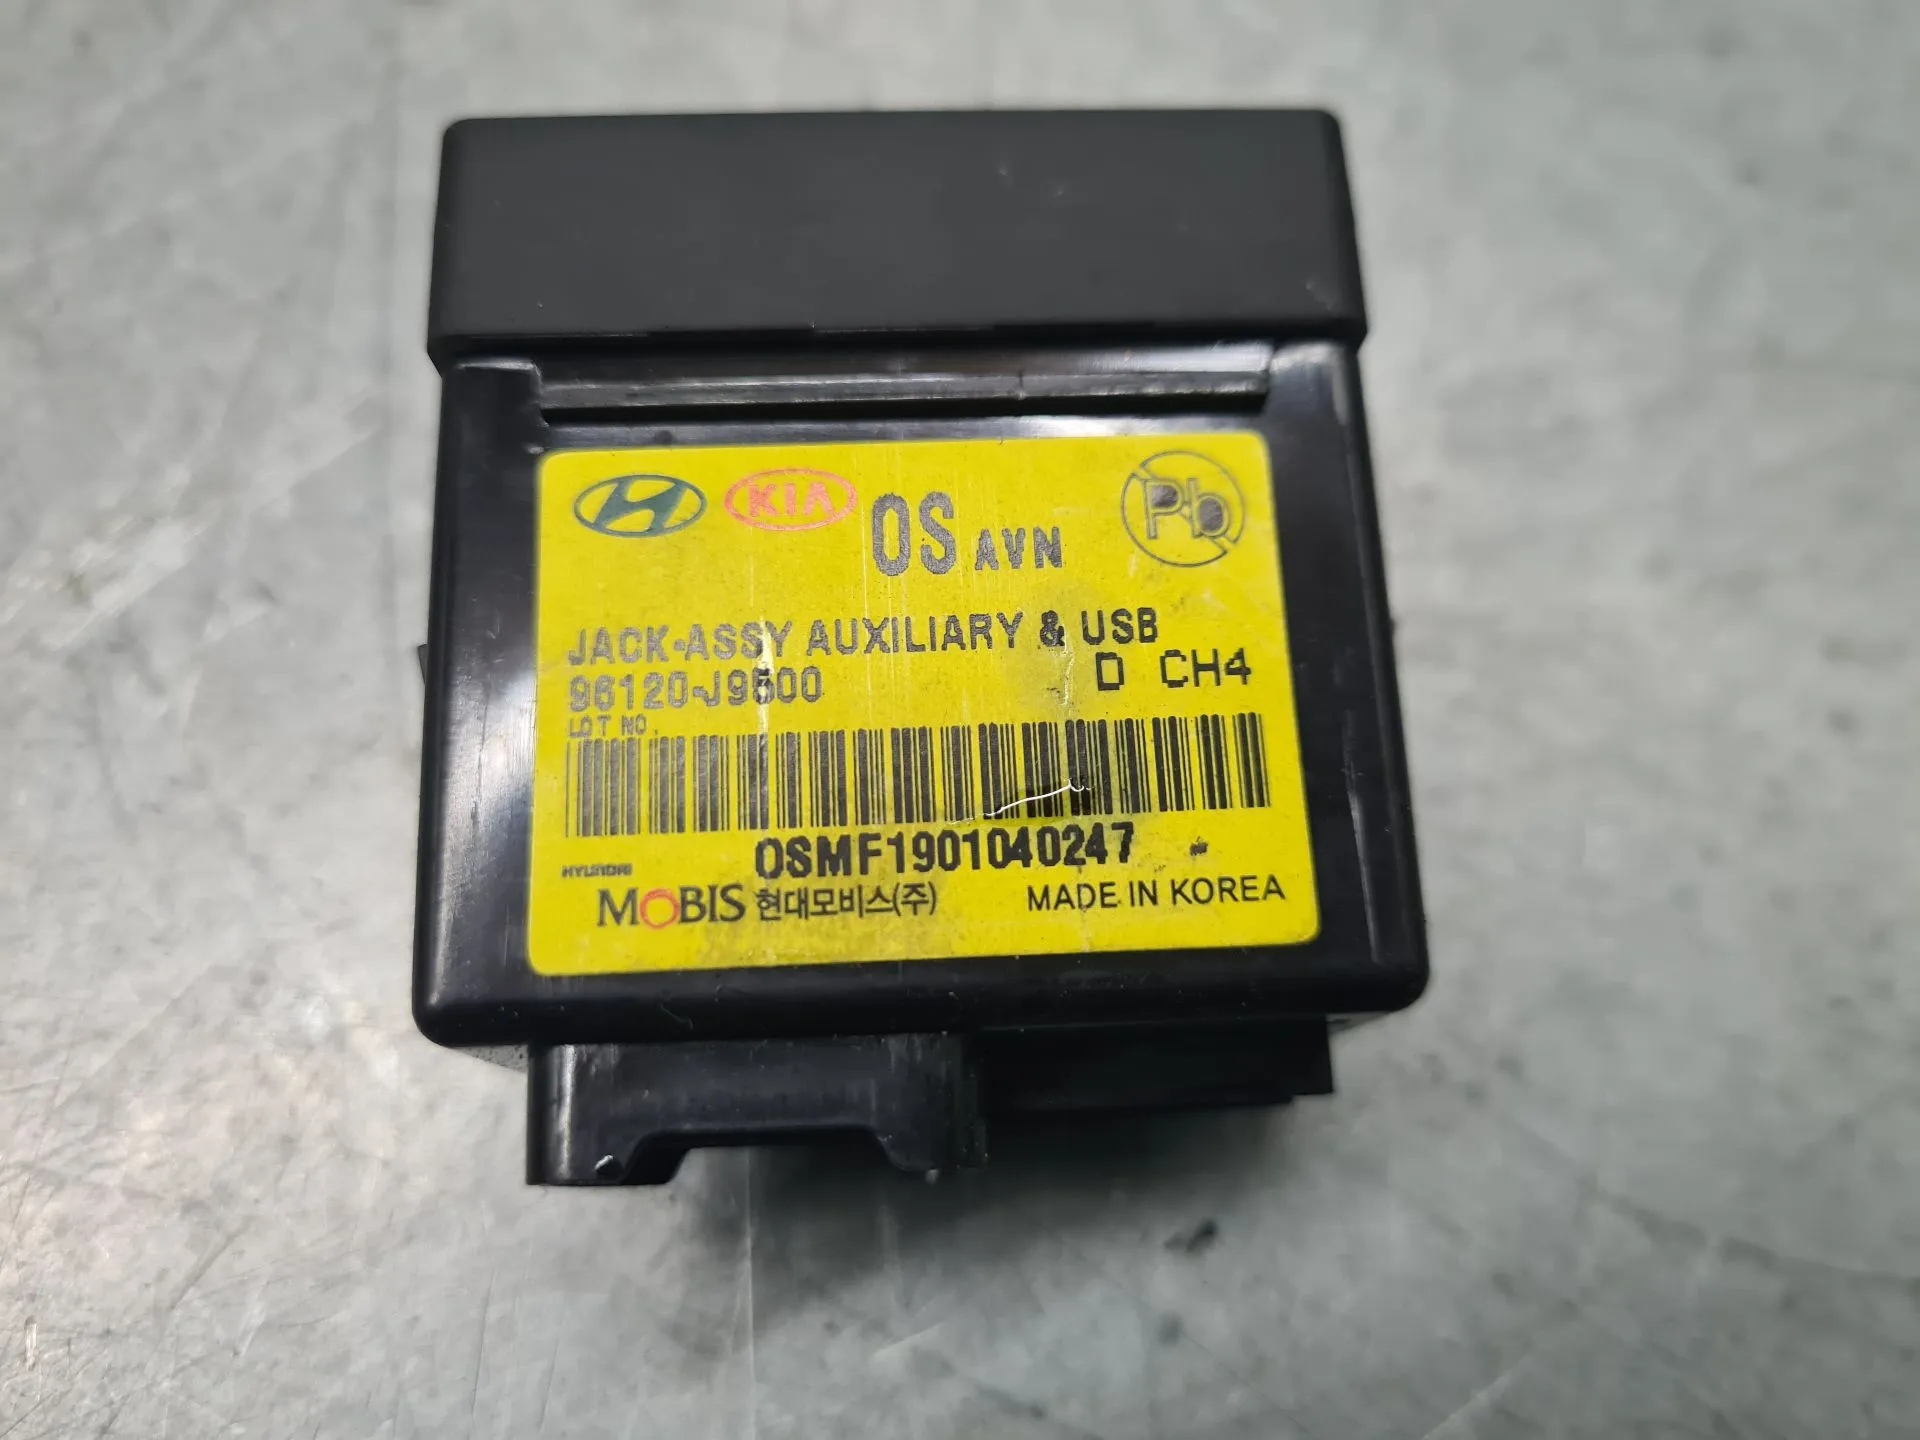 KIA OS AVN Pb
JACK-ASSY AUXILIARY & USB
96120-J9500 D CH4
LOT NO.
OSMF1901040247
HYUNDAI
MOBIS 현대모비스(주) MADE IN KOREA